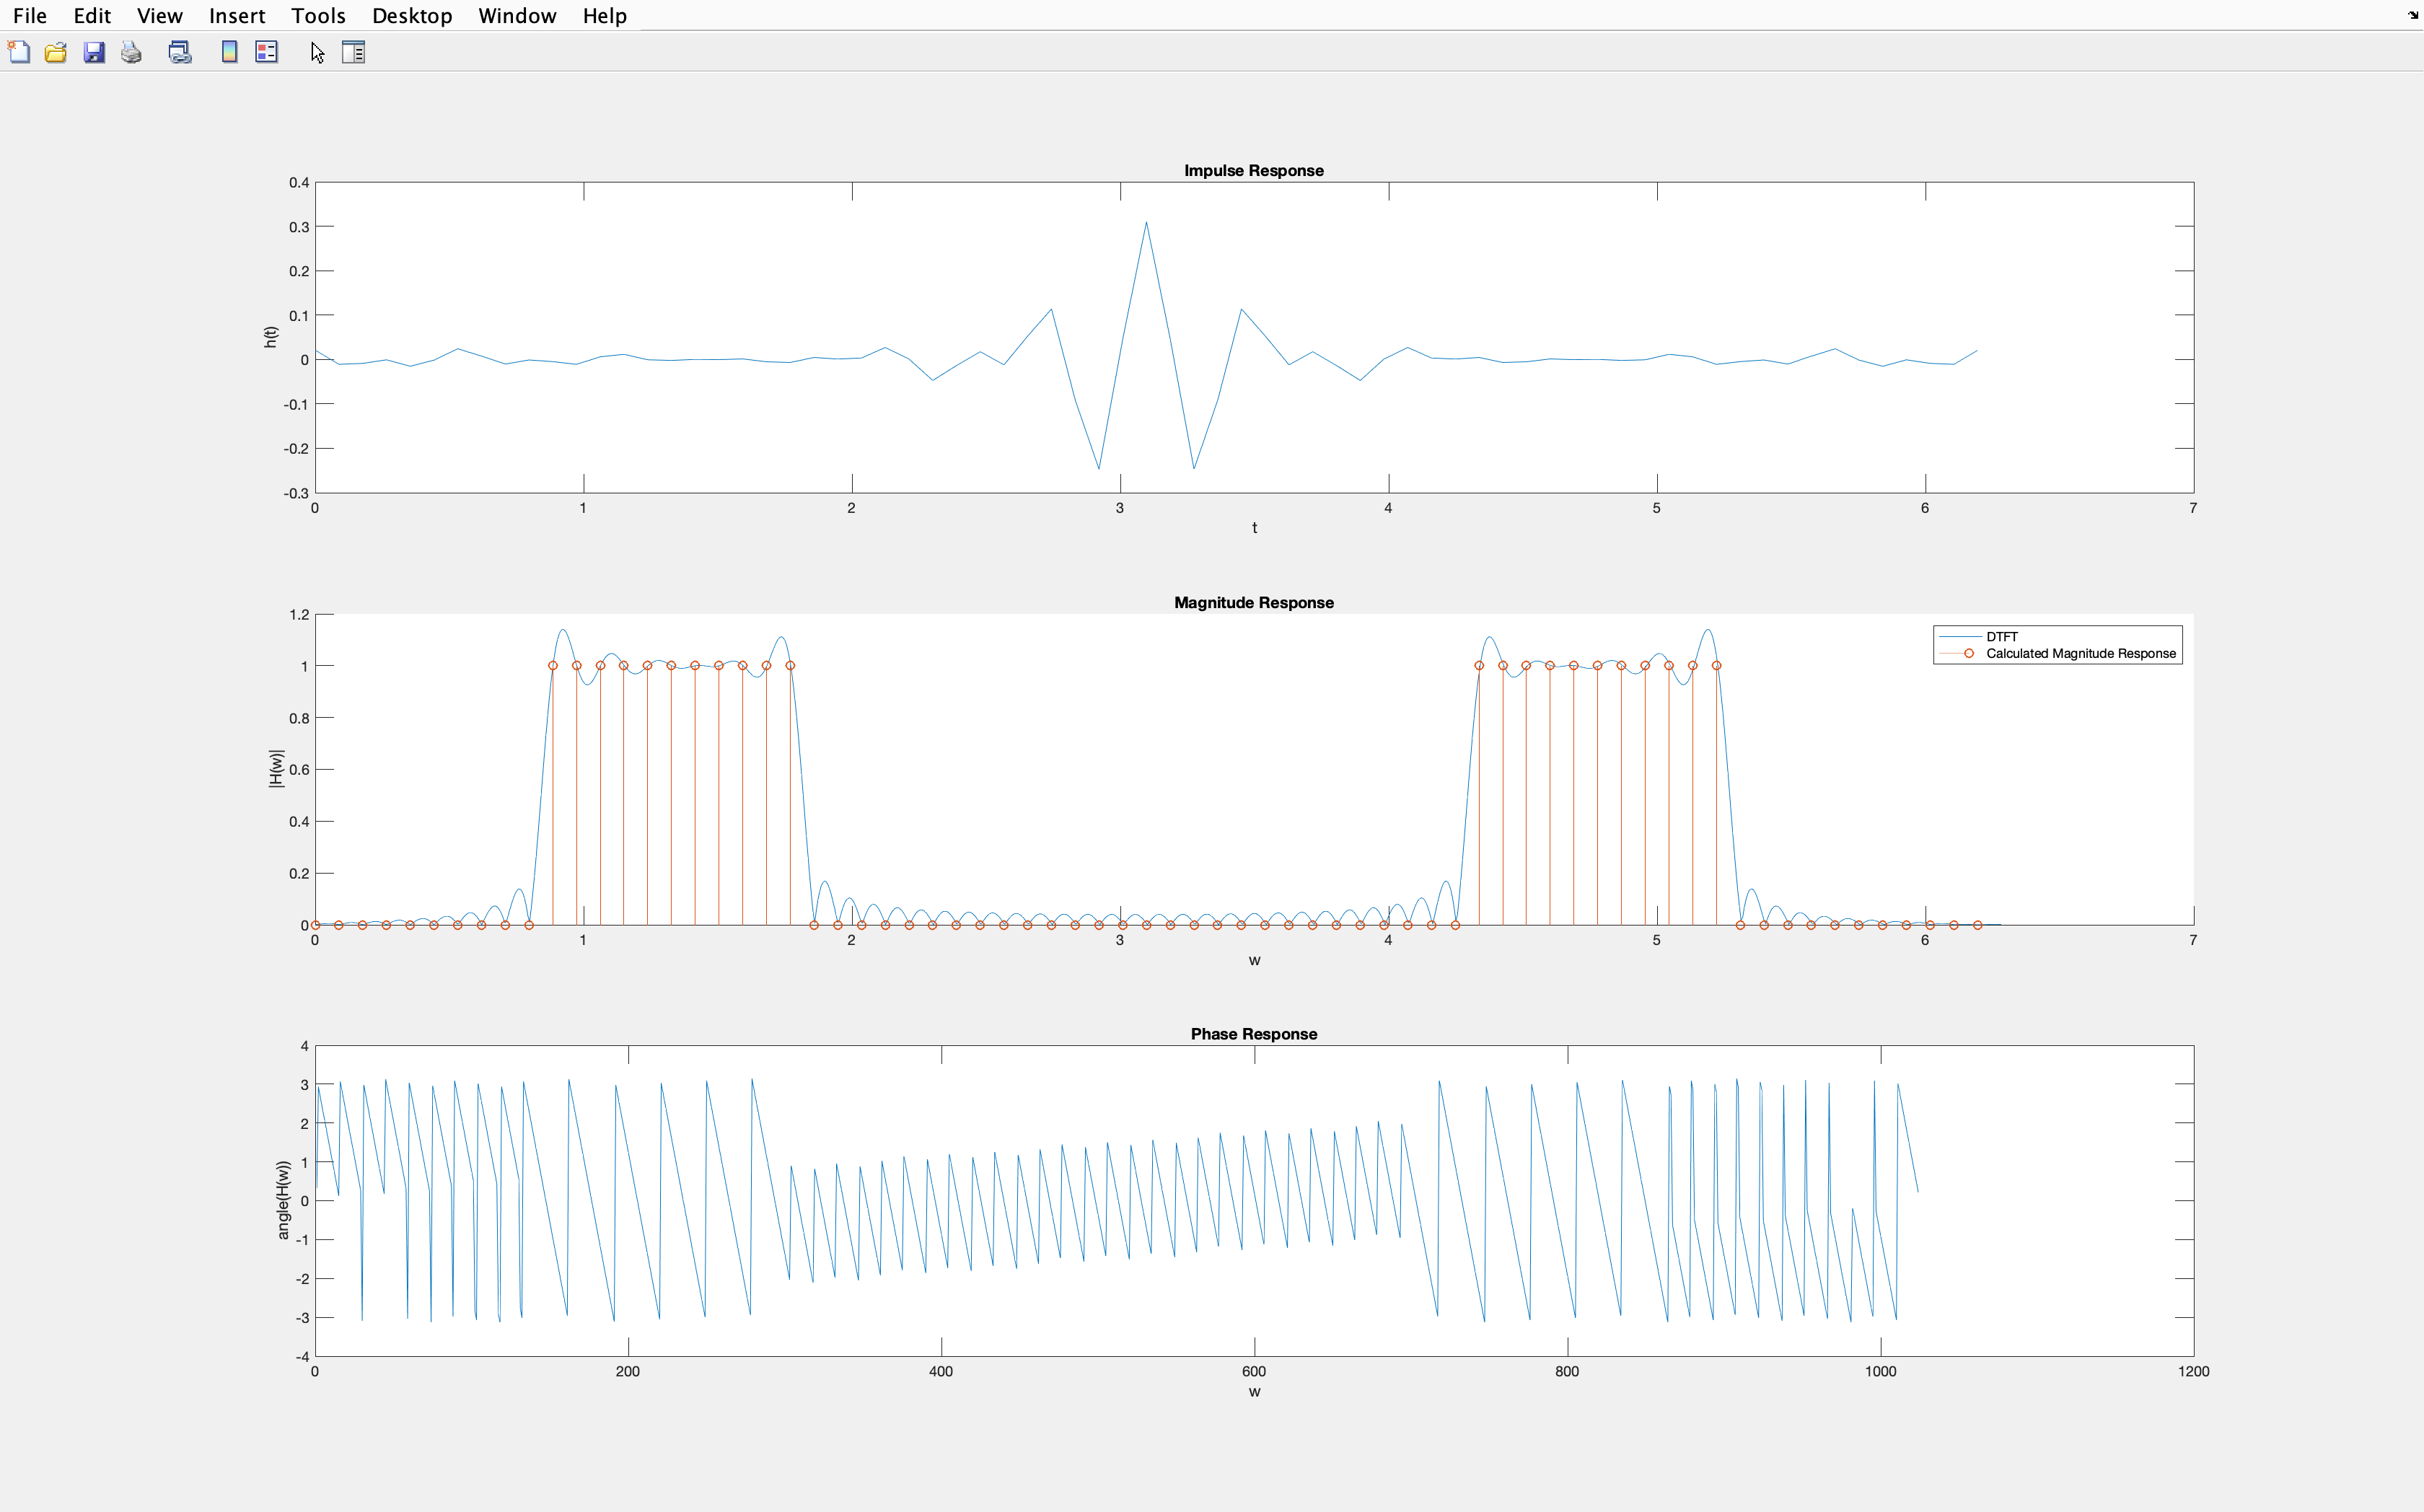 File Edit View Insert Tools Desktop Window Help
Impulse Response
0.4
0.3
0.2
0.1
0
-0.1
-0.2
-0.3
h(t)
0 1 2 3 4 5 6 7
t
Magnitude Response
1.2
1
0.8
0.6
0.4
0.2
0
|H(w)|
DTFT
Calculated Magnitude Response
0 1 2 3 4 5 6 7
w
Phase Response
4
3
2
1
0
-1
-2
-3
-4
angle(H(w))
0 200 400 600 800 1000 1200
w